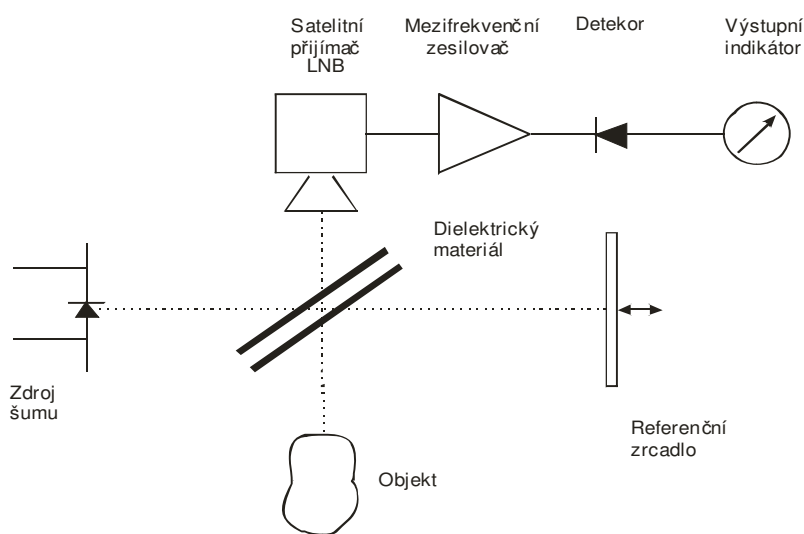 Satelitní
přijímač
LNB
Mezifrekvenční
zesilovač
Detekor
Výstupní
indikátor
Dielektrický
materiál
Zdroj
šumu
Referenční
zrcadlo
Objekt